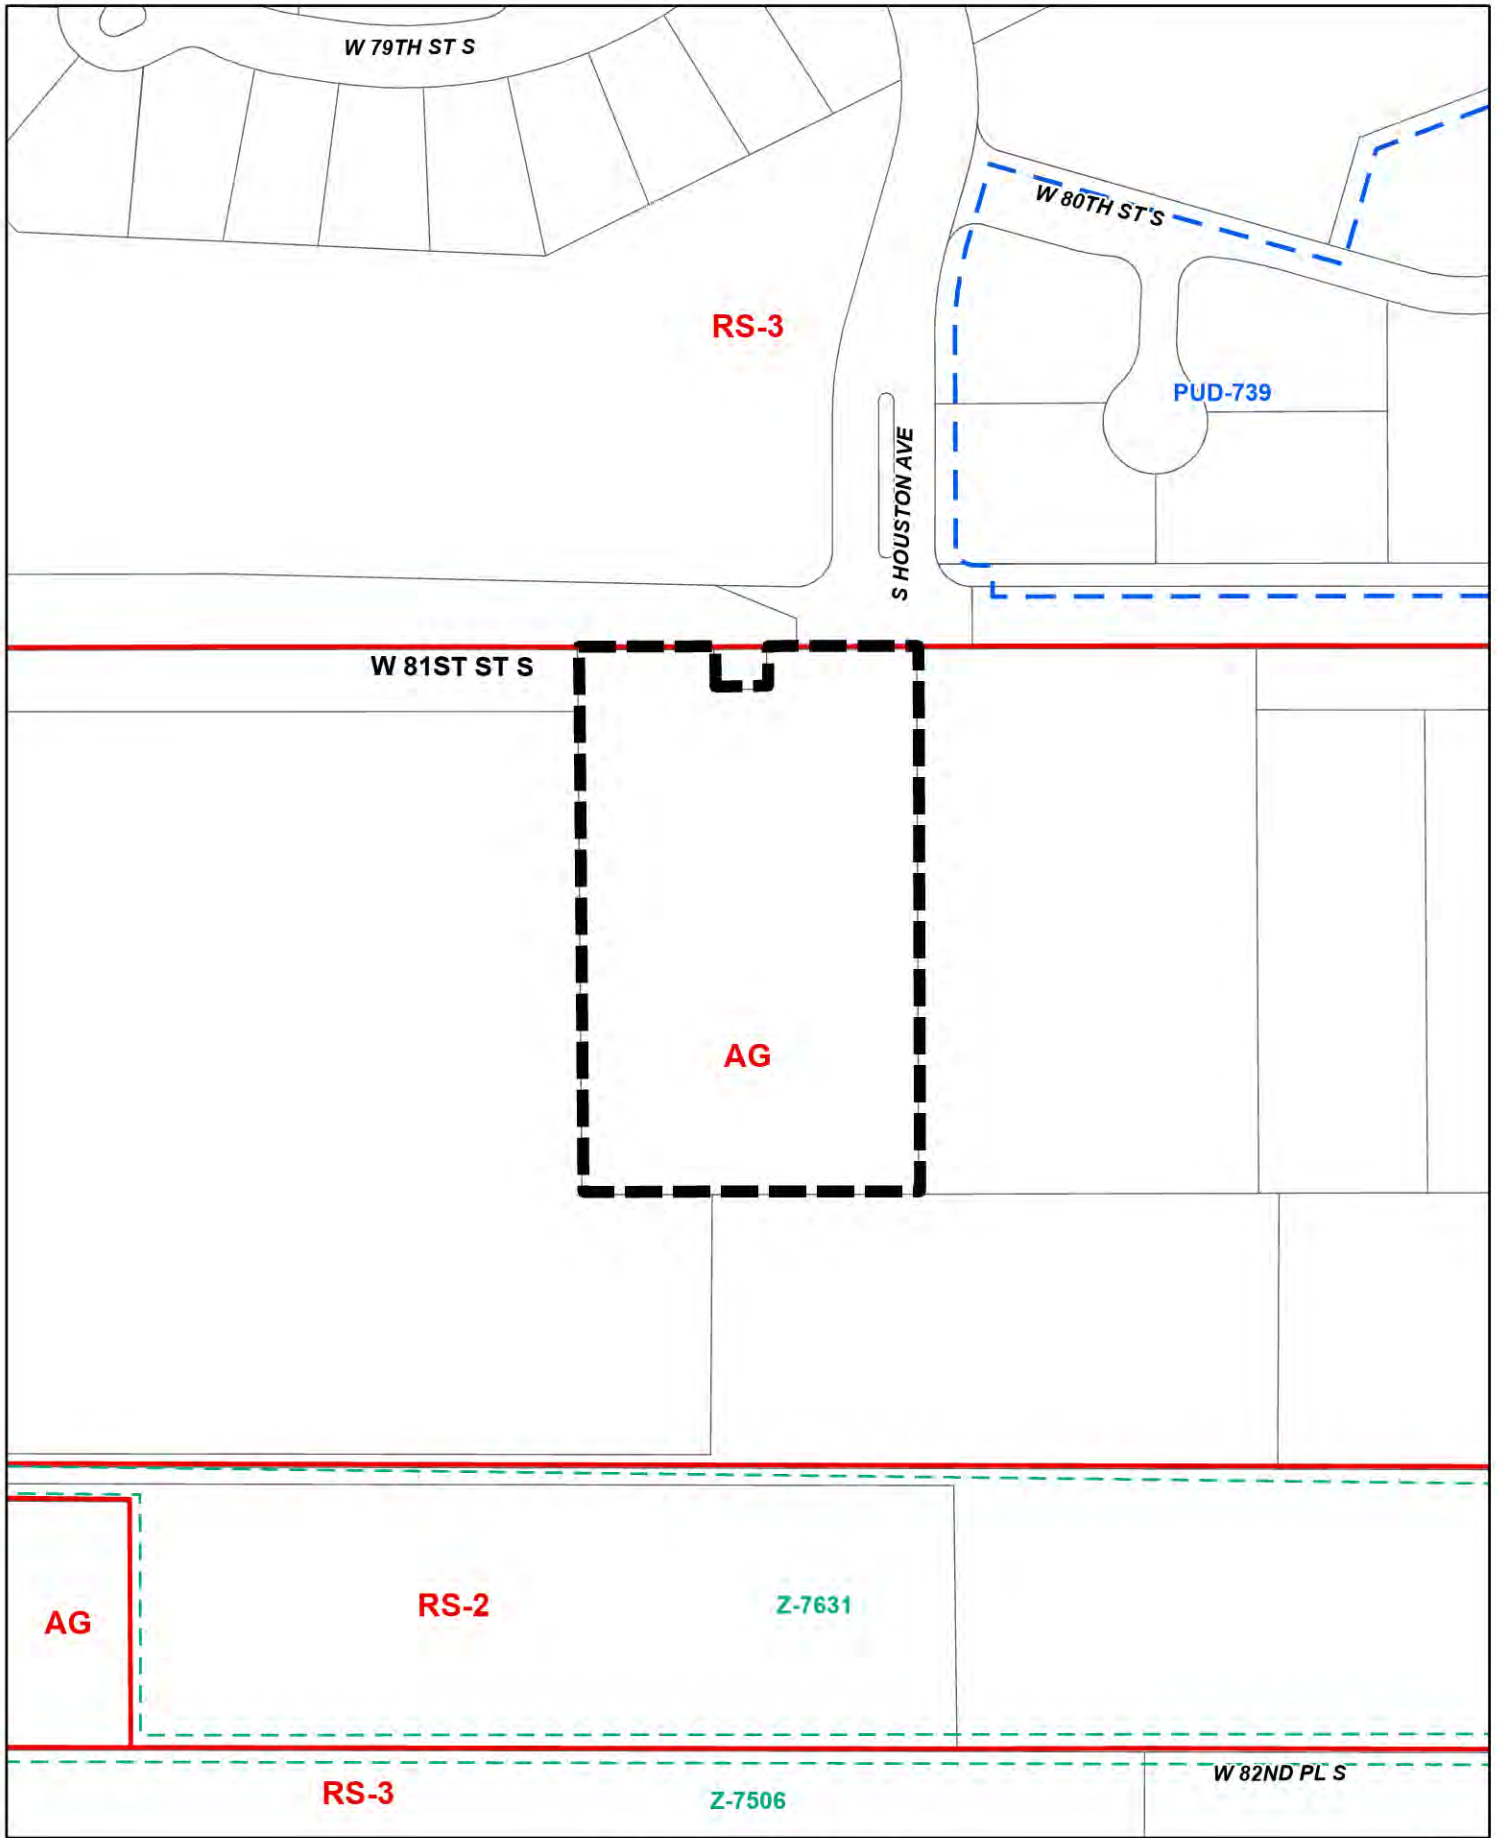 W 79TH ST S
W 80TH ST S
RS-3
PUD-739
S HOUSTON AVE
W 81ST ST S
AG
RS-2
Z-7631
AG
W 82ND PL S
RS-3
Z-7506